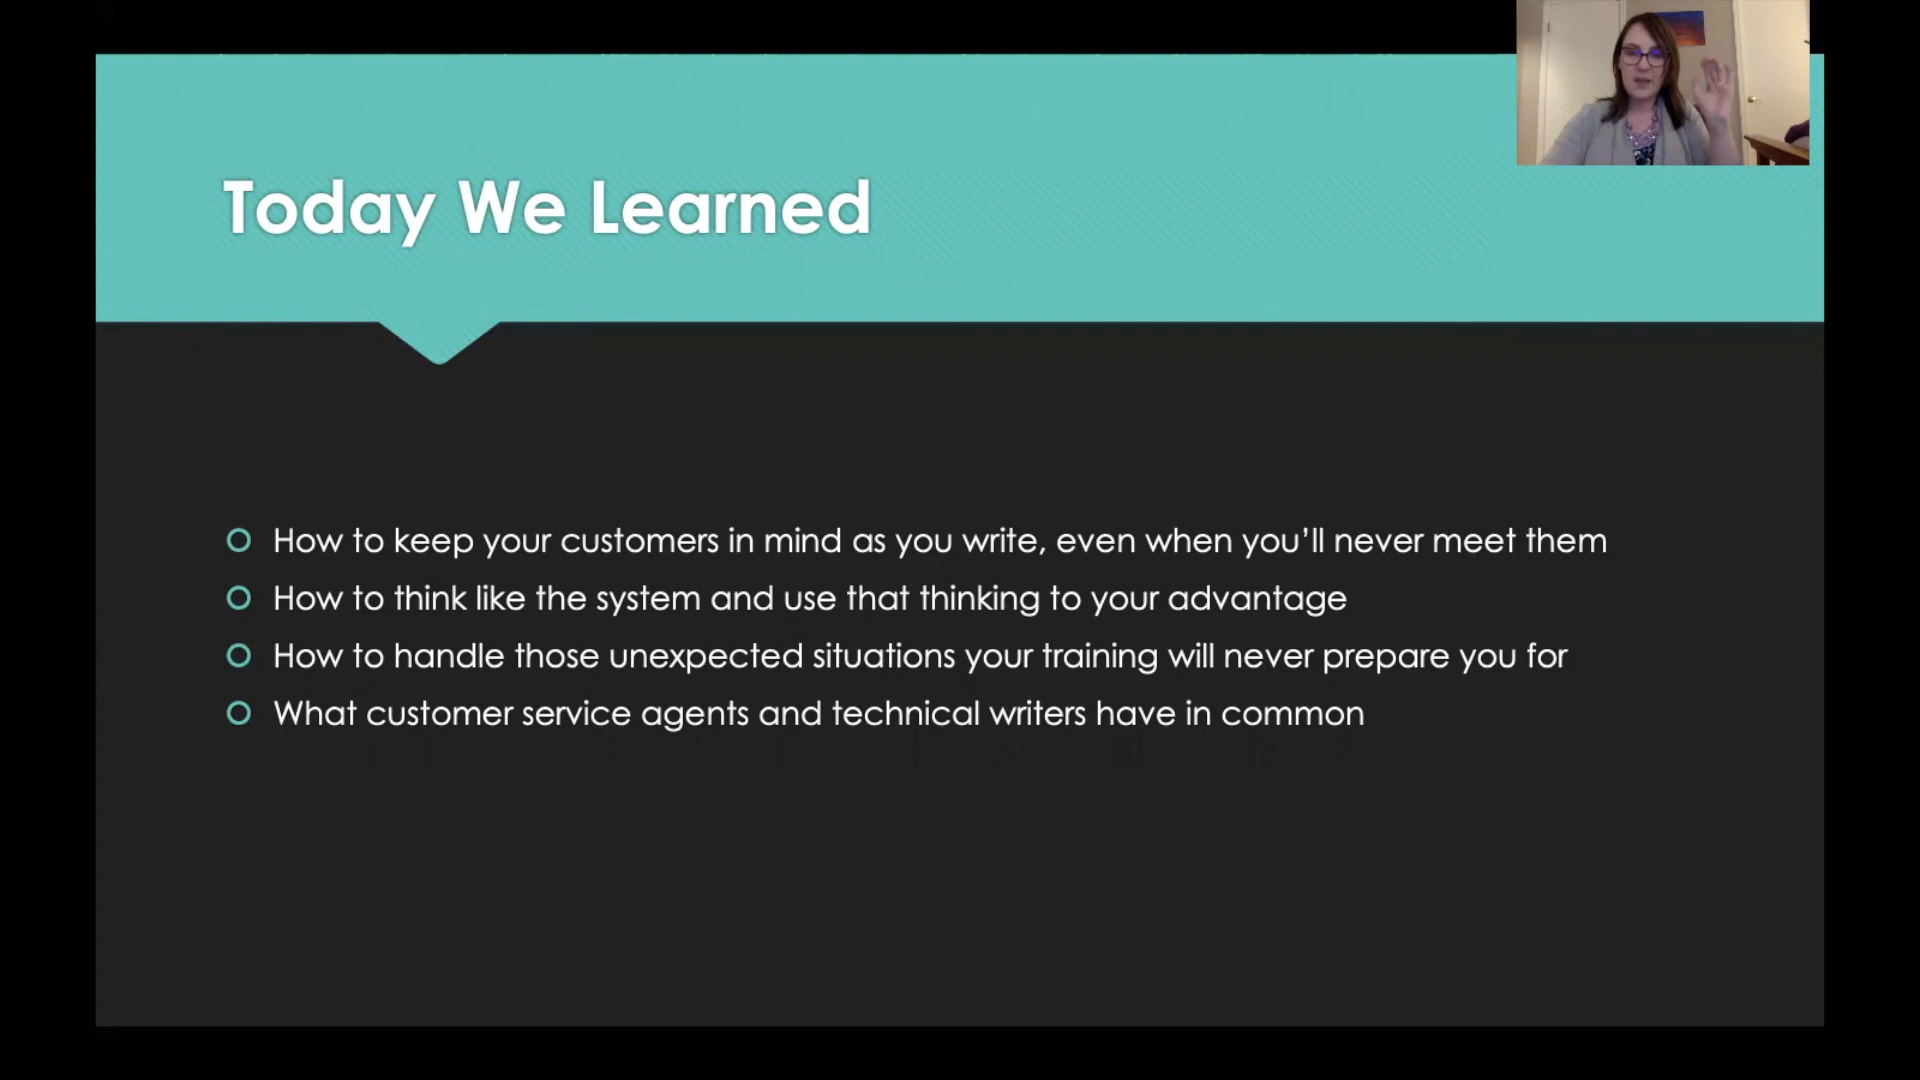 Today We Learned
How to keep your customers in mind as you write, even when you’ll never meet them
How to think like the system and use that thinking to your advantage
How to handle those unexpected situations your training will never prepare you for
What customer service agents and technical writers have in common